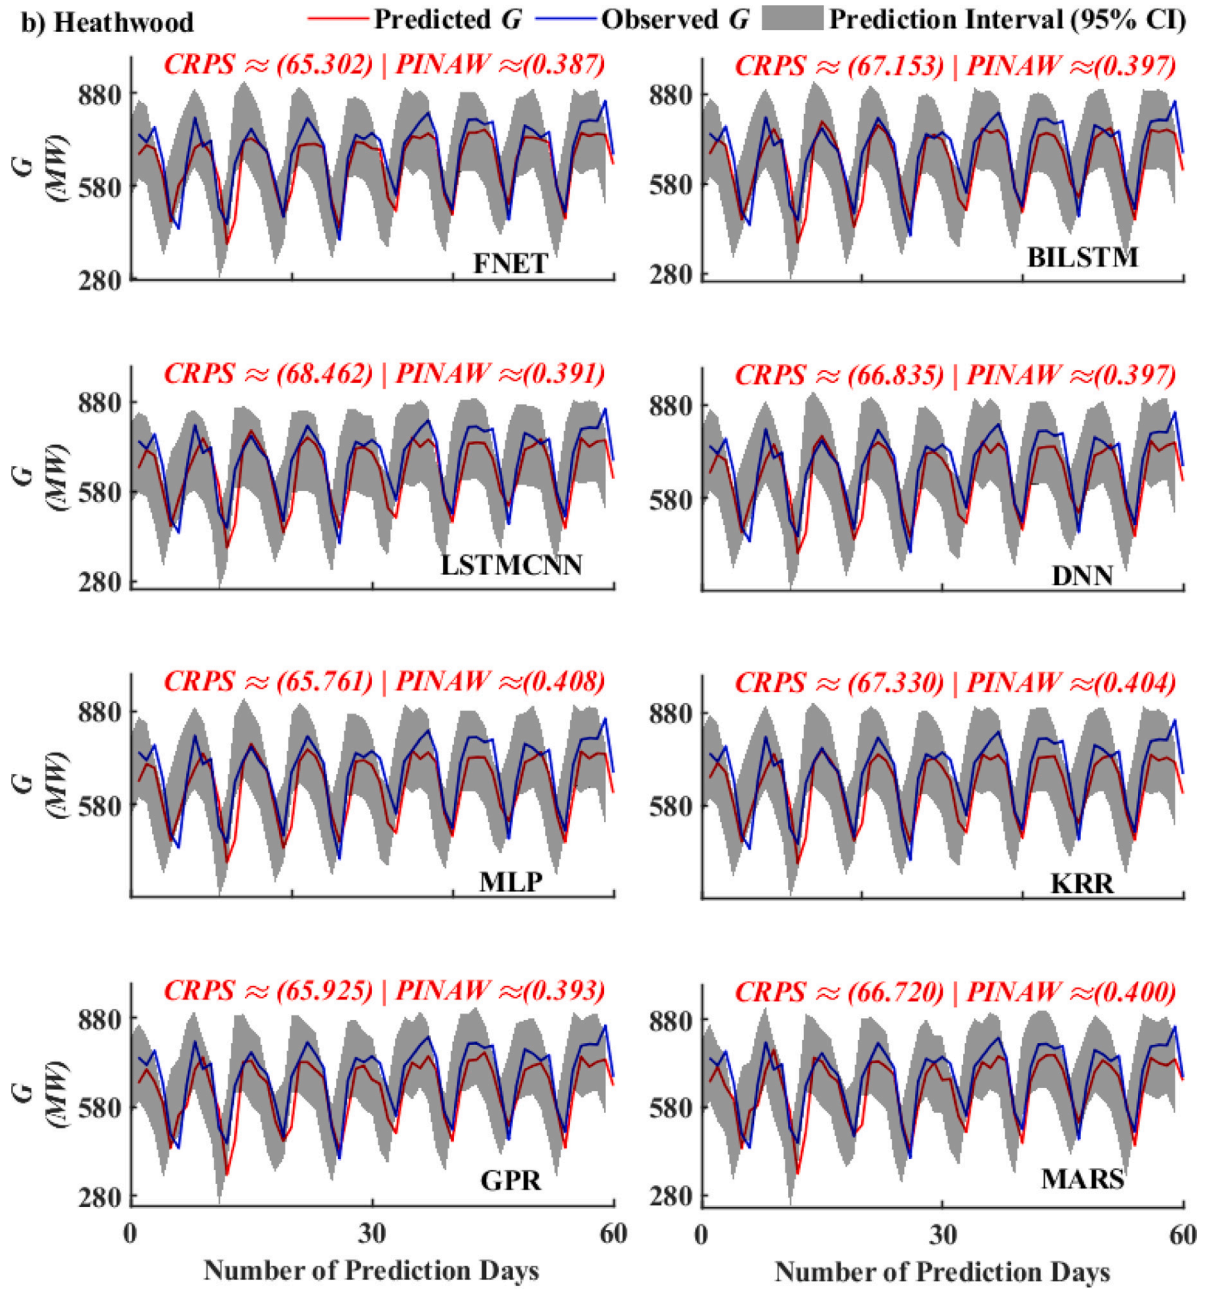 b) Heathwood
Predicted G
Observed G
Prediction Interval (95% CI)
CRPS ≈ (65.302) | PINAW ≈(0.387)
880
580
280
G
(MW)
FNET
CRPS ≈ (67.153) | PINAW ≈(0.397)
880
580
280
BILSTM
CRPS ≈ (68.462) | PINAW ≈(0.391)
880
580
280
G
(MW)
LSTMCNN
CRPS ≈ (66.835) | PINAW ≈(0.397)
880
580
DNN
CRPS ≈ (65.761) | PINAW ≈(0.408)
880
580
G
(MW)
MLP
CRPS ≈ (67.330) | PINAW ≈(0.404)
880
580
KRR
CRPS ≈ (65.925) | PINAW ≈(0.393)
880
580
280
G
(MW)
GPR
0 30 60
Number of Prediction Days
CRPS ≈ (66.720) | PINAW ≈(0.400)
880
580
280
MARS
0 30 60
Number of Prediction Days